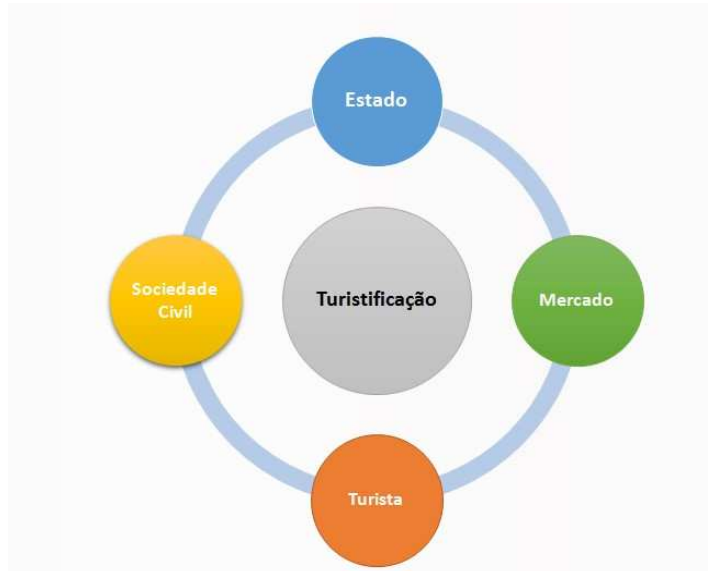 Estado
Sociedade
Civil
Turistificação
Mercado
Turista